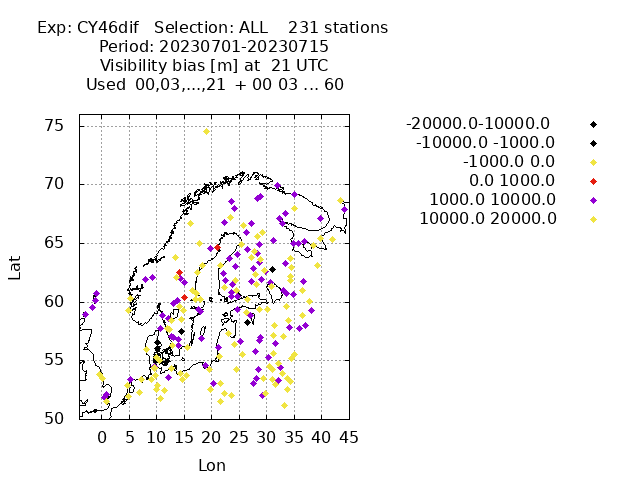 Exp: CY46dif   Selection: ALL    231 stations
Period: 20230701-20230715
Visibility bias [m] at  21 UTC
Used  00,03,...,21  + 00 03 ... 60
-20000.0-10000.0
-10000.0 -1000.0
-1000.0 0.0
0.0 1000.0
1000.0 10000.0
10000.0 20000.0
75
70
65
60
55
50
Lat
0 5 10 15 20 25 30 35 40 45
Lon